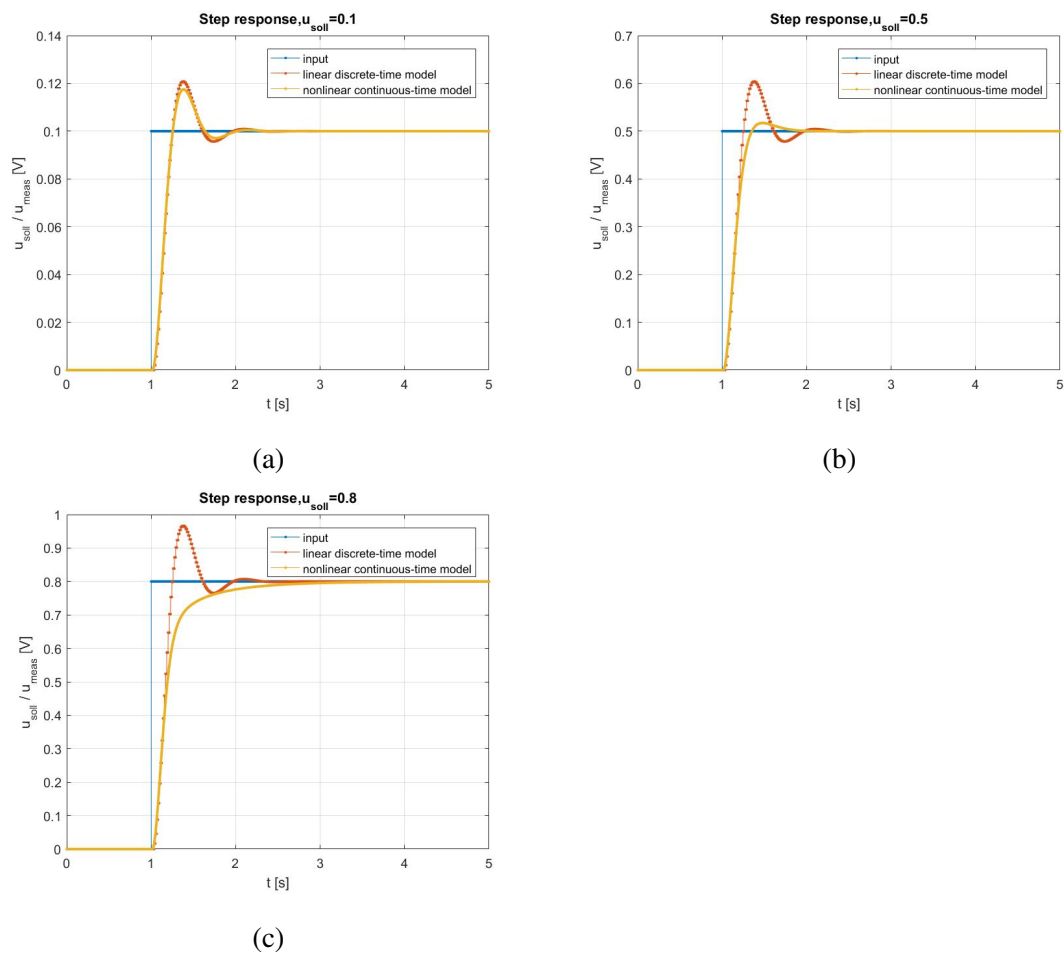 Step response,u_soll=0.1
0.14
0.12
0.1
0.08
0.06
0.04
0.02
0
u_soll / u_meas [V]
input
linear discrete-time model
nonlinear continuous-time model
0 1 2 3 4 5
t [s]
(a)
Step response,u_soll=0.5
0.7
0.6
0.5
0.4
0.3
0.2
0.1
0
u_soll / u_meas [V]
input
linear discrete-time model
nonlinear continuous-time model
0 1 2 3 4 5
t [s]
(b)
Step response,u_soll=0.8
1
0.9
0.8
0.7
0.6
0.5
0.4
0.3
0.2
0.1
0
u_soll / u_meas [V]
input
linear discrete-time model
nonlinear continuous-time model
0 1 2 3 4 5
t [s]
(c)